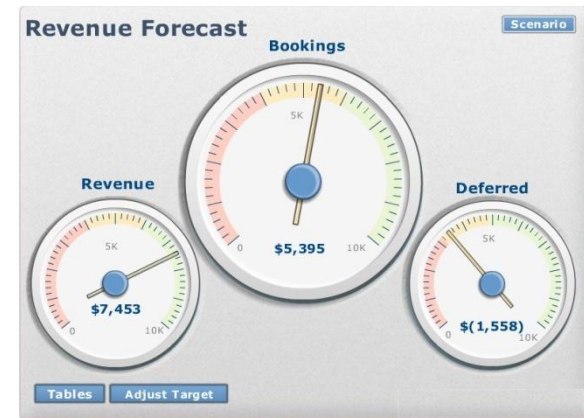 Revenue Forecast
Scenario
Bookings
5K
0
$5,395
10K
Revenue
5K
$7,453
0
10K
Deferred
5K
$(1,558)
0
10K
Tables
Adjust Target